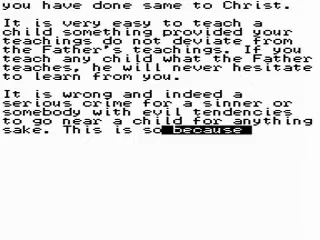 you have done same to Christ.
It is very easy to teach a
child something provided your
teachings do not deviate from
the Father's teachings. If you
teach any child what the Father
teaches, he will never hesitate
to learn from you.
It is wrong and indeed a
serious crime for a sinner or
somebody with evil tendencies
to go near a child for anything
sake. This is so because